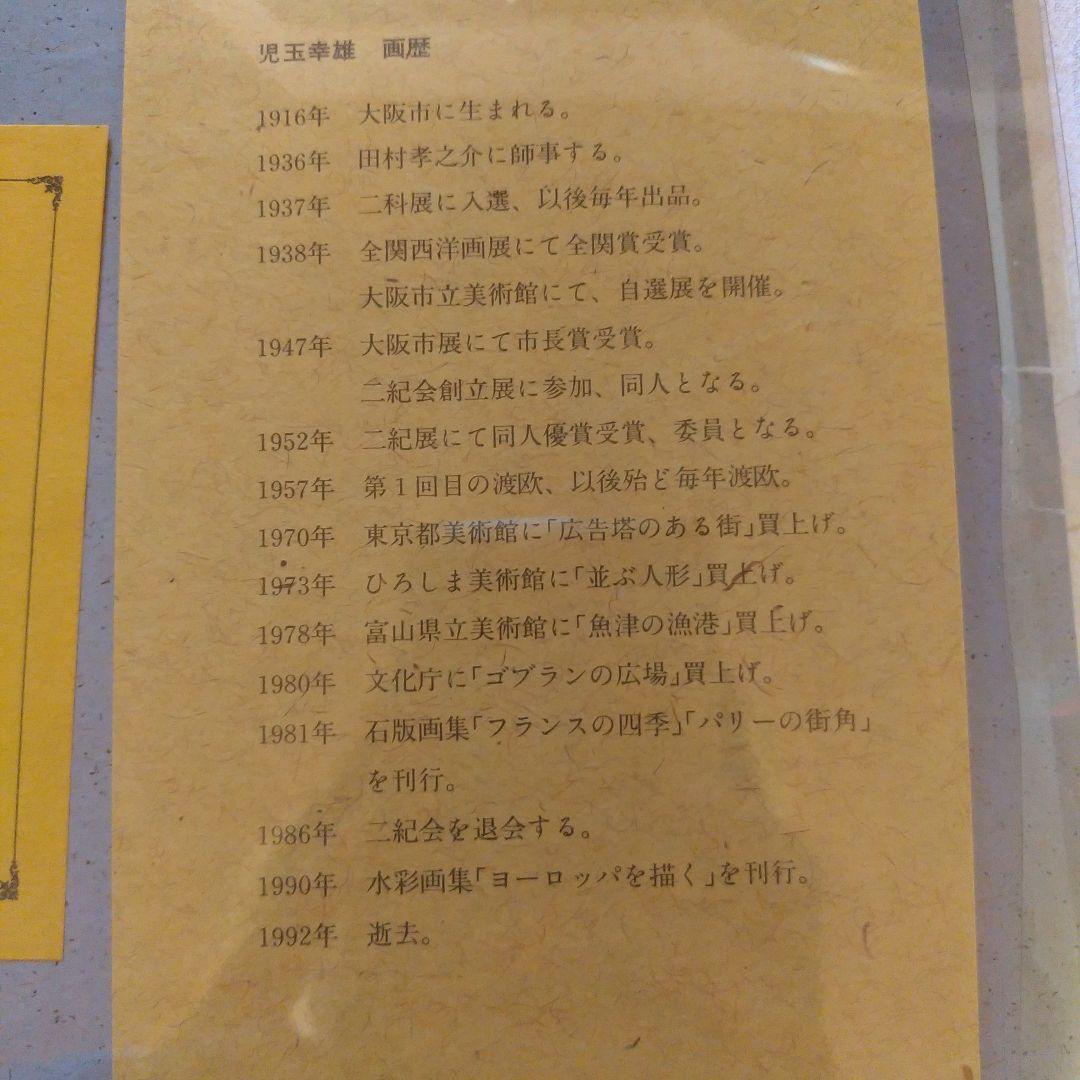 児玉幸雄　画歴
1916年　大阪市に生まれる。
1936年　田村孝之介に師事する。
1937年　二科展に入選、以後毎年出品。
1938年　全関西洋画展にて全関賞受賞。
大阪市立美術館にて、自選展を開催。
1947年　大阪市展にて市長賞受賞。
二紀会創立展に参加、同人となる。
1952年　二紀展にて同人優賞受賞、委員となる。
1957年　第1回目の渡欧、以後殆ど毎年渡欧。
1970年　東京都美術館に「広告塔のある街」買上げ。
1973年　ひろしま美術館に「並ぶ人形」買上げ。
1978年　富山県立美術館に「魚津の漁港」買上げ。
1980年　文化庁に「ゴブランの広場」買上げ。
1981年　石版画集「フランスの四季」「パリーの街角」
を刊行。
1986年　二紀会を退会する。
1990年　水彩画集「ヨーロッパを描く」を刊行。
1992年　逝去。